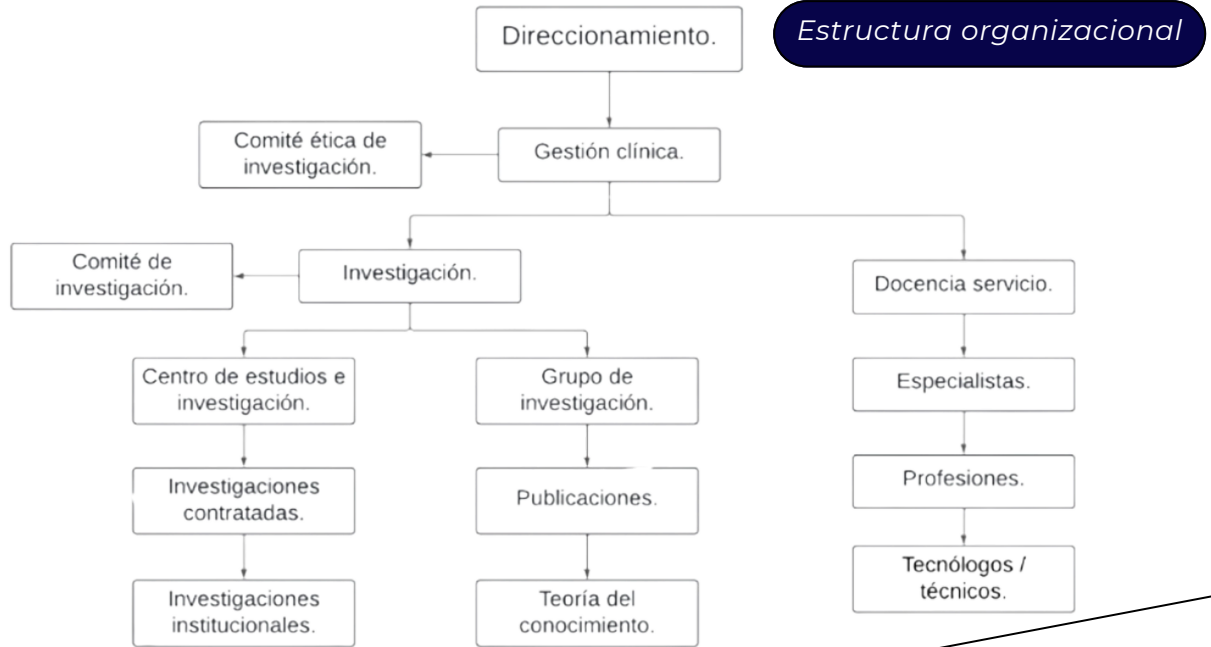 Estructura organizacional
Direccionamiento.
Comité ética de
investigación.
Gestión clínica.
Comité de
investigación.
Investigación.
Docencia servicio.
Centro de estudios e
investigación.
Grupo de
investigación.
Especialistas.
Investigaciones
contratadas.
Publicaciones.
Profesiones.
Investigaciones
institucionales.
Teoría del
conocimiento.
Tecnólogos /
técnicos.